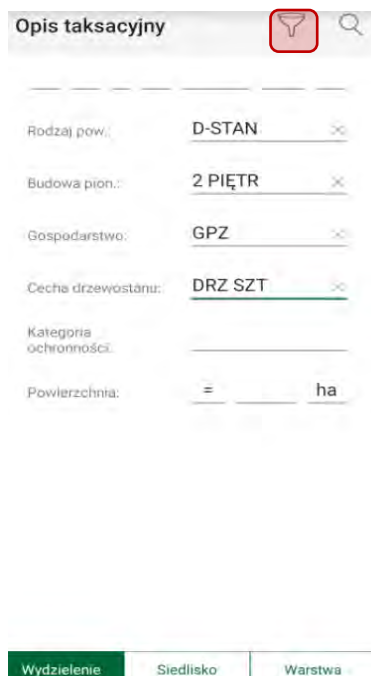 Opis taksacyjny
Rodzaj pow.: D-STAN
Budowa pion.: 2 PIĘTR
Gospodarstwo: GPZ
Cecha drzewostanu: DRZ SZT
Kategoria
ochronności:
Powierzchnia: = ha
Wydzielenie Siedlisko Warstwa